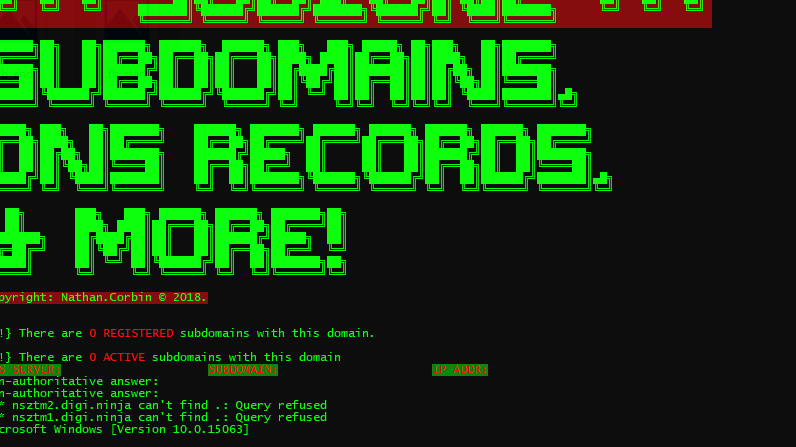 SUBDOMAINS.
DNS RECORDS.
& MORE!
opyright: Nathan.Corbin © 2018.
!} There are 0 REGISTERED subdomains with this domain.
!} There are 0 ACTIVE subdomains with this domain
S SERVER: SUBDOMAIN: IP-ADDR:
n-authoritative answer:
n-authoritative answer:
* nsztm2.digi.ninja can't find .: Query refused
* nsztm1.digi.ninja can't find .: Query refused
crosoft Windows [Version 10.0.15063]